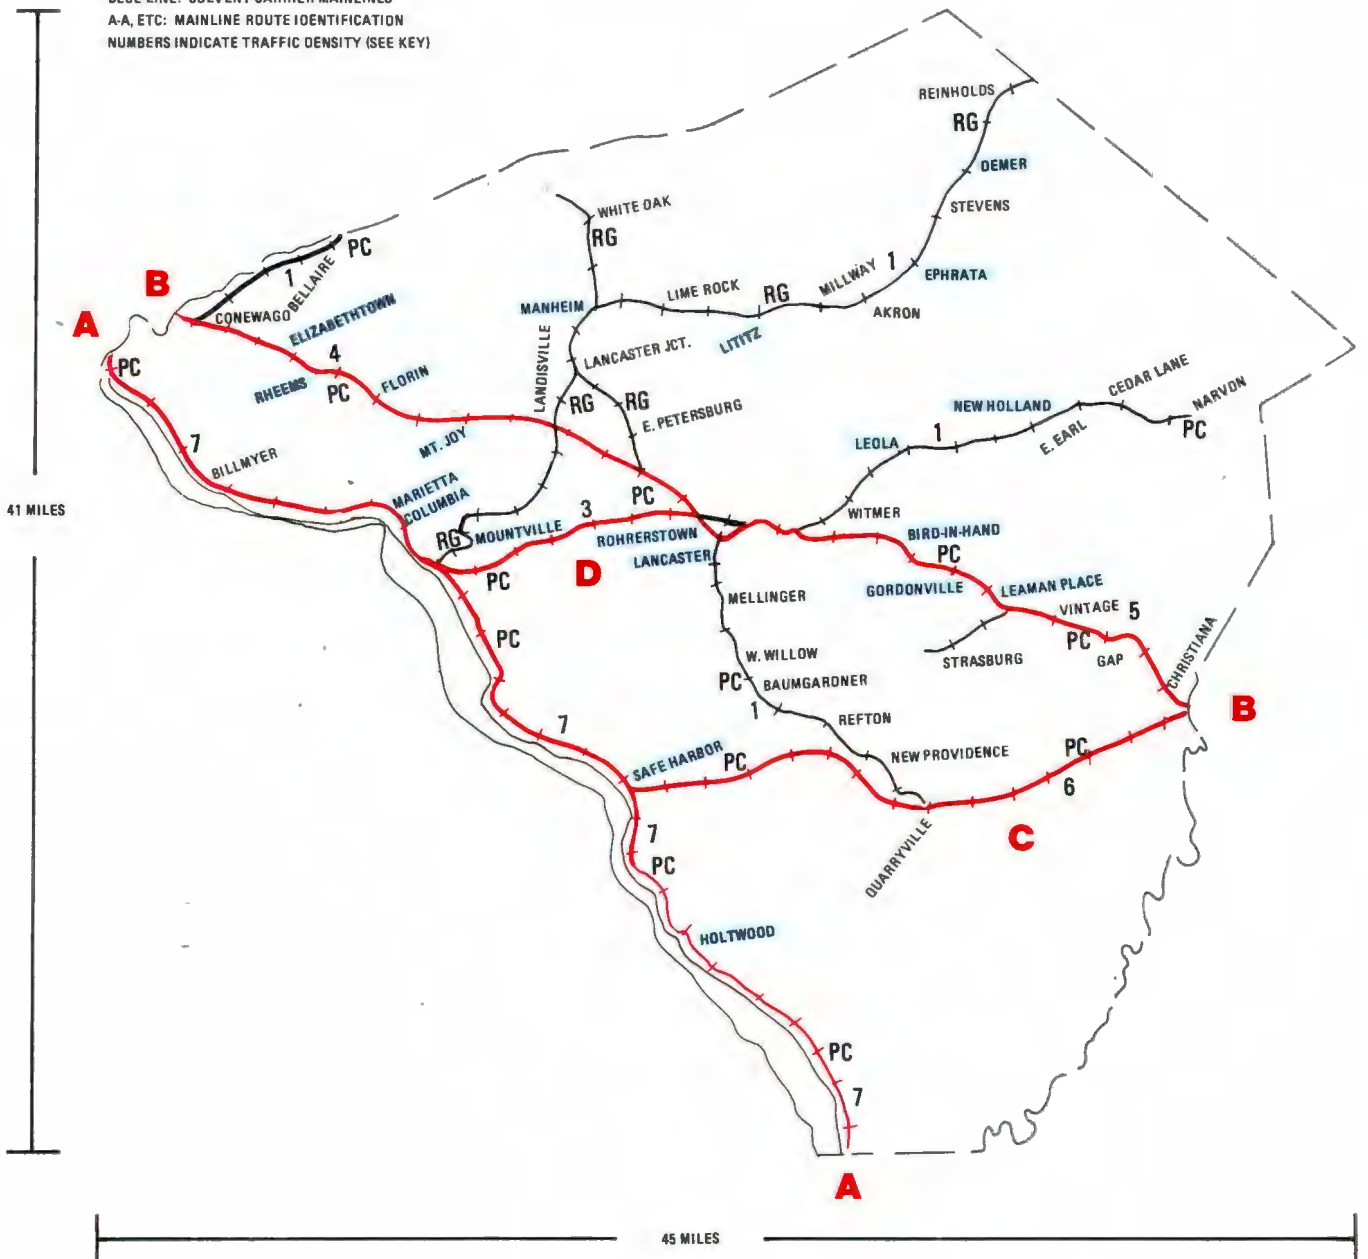 BLUE LINE: SOLVENT CARRIER MAINLINES
A-A, ETC: MAINLINE ROUTE IDENTIFICATION
NUMBERS INDICATE TRAFFIC DENSITY (SEE KEY)
REINHOLDS
RG
DEMER
STEVENS
WHITE OAK
RG
PC
1
BELLAIRE
B
CONEWAGO
ELIZABETHTOWN
MANHEIM
LIME ROCK
RG
MILLWAY
1
EPHRATA
AKRON
LITITZ
A
PC
4
RHEEMS
PC
FLORIN
LANDISVILLE
LANCASTER JCT.
RG
RG
E. PETERSBURG
CEDAR LANE
NARVON
PC
NEW HOLLAND
E. EARL
1
LEOLA
MT. JOY
7
BILLMYER
41 MILES
MARIETTA
COLUMBIA
PC
3
WITMER
RG
MOUNTVILLE
ROHRERSTOWN
LANCASTER
BIRD-IN-HAND
PC
PC
D
GORDONVILLE
LEAMAN PLACE
MELLINGER
VINTAGE
5
PC
PC
GAP
CHRISTIANA
STRASBURG
W. WILLOW
PC
BAUMGARDNER
1
REFTON
B
7
SAFE HARBOR
PC
NEW PROVIDENCE
PC
6
7
PC
QUARRYVILLE
C
HOLTWOOD
PC
7
A
45 MILES